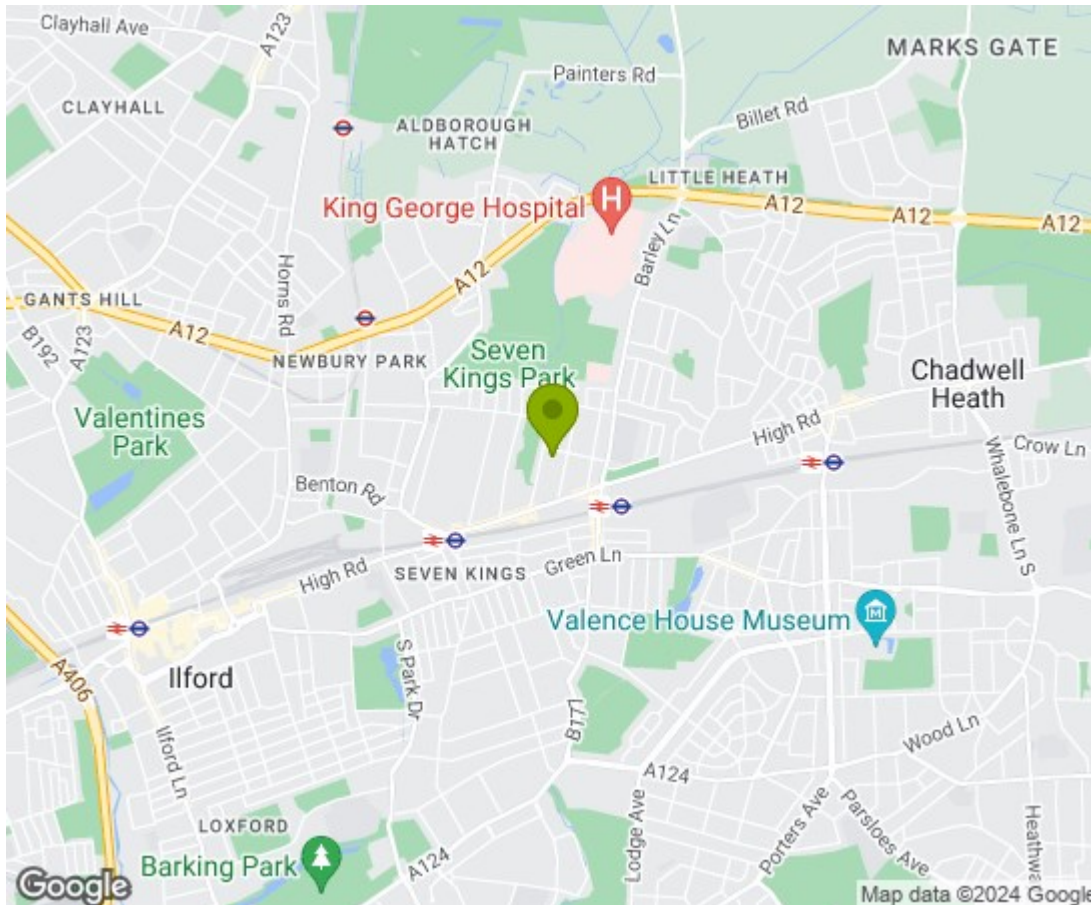 Clayhall Ave
A123
MARKS GATE
Painters Rd
CLAYHALL
Billet Rd
ALDBOROUGH
HATCH
LITTLE HEATH
King George Hospital
H
A12
A12
A12
Barley Ln
Horns Rd
A12
GANTS HILL
A12
B192
A123
NEWBURY PARK
Seven
Kings Park
Chadwell
Heath
Valentines
Park
High Rd
Crow Ln
Whalebone Ln S
Benton Rd
High Rd
SEVEN KINGS
Green Ln
Valence House Museum
M
A406
Ilford
S Park Dr
B177
Wood Ln
Ilford Ln
A124
Lodge Ave
Porters Ave
Parsloes Ave
Heathwa
LOXFORD
Barking Park
A124
Google
Map data ©2024 Google